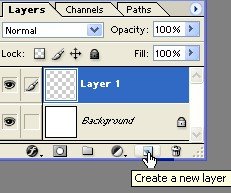 Layers Channels Paths
Normal Opacity: 100%
Lock: Fill: 100%
Layer 1
Background
Create a new layer